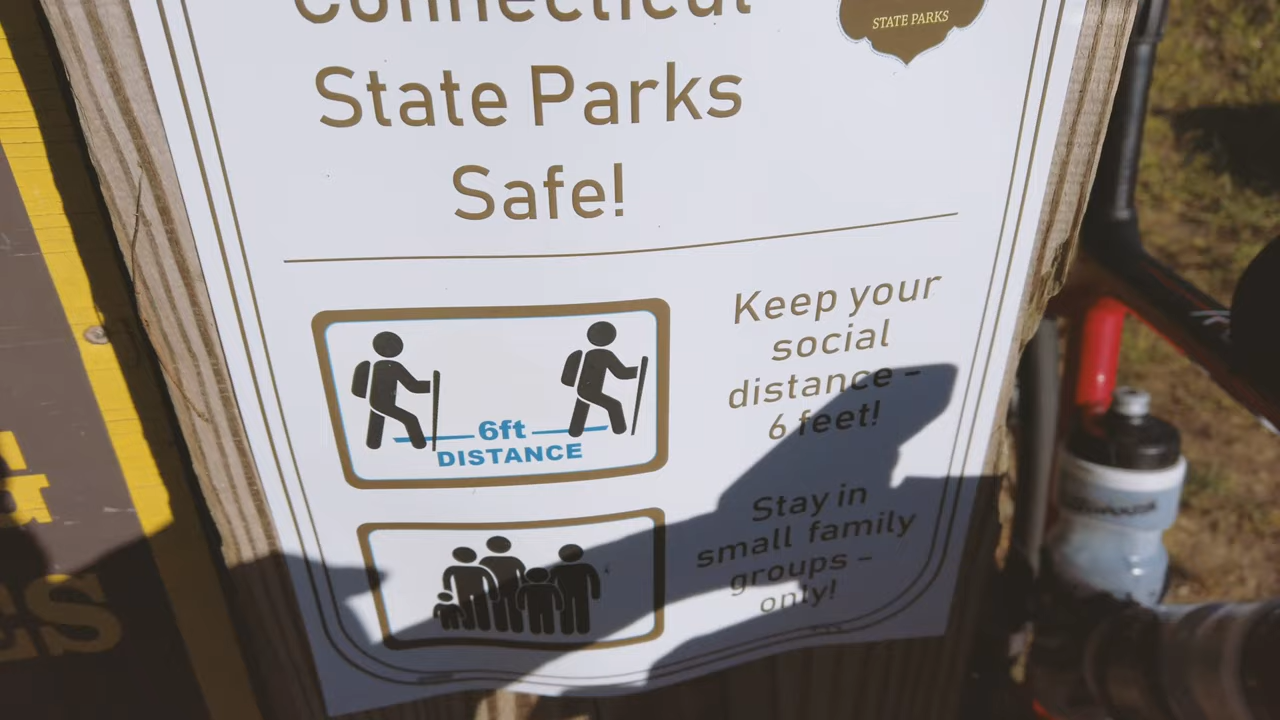 Connecticut
STATE PARKS
State Parks
Safe!
Keep your
social
distance –
6 feet!
6ft
DISTANCE
Stay in
small family
groups –
only!